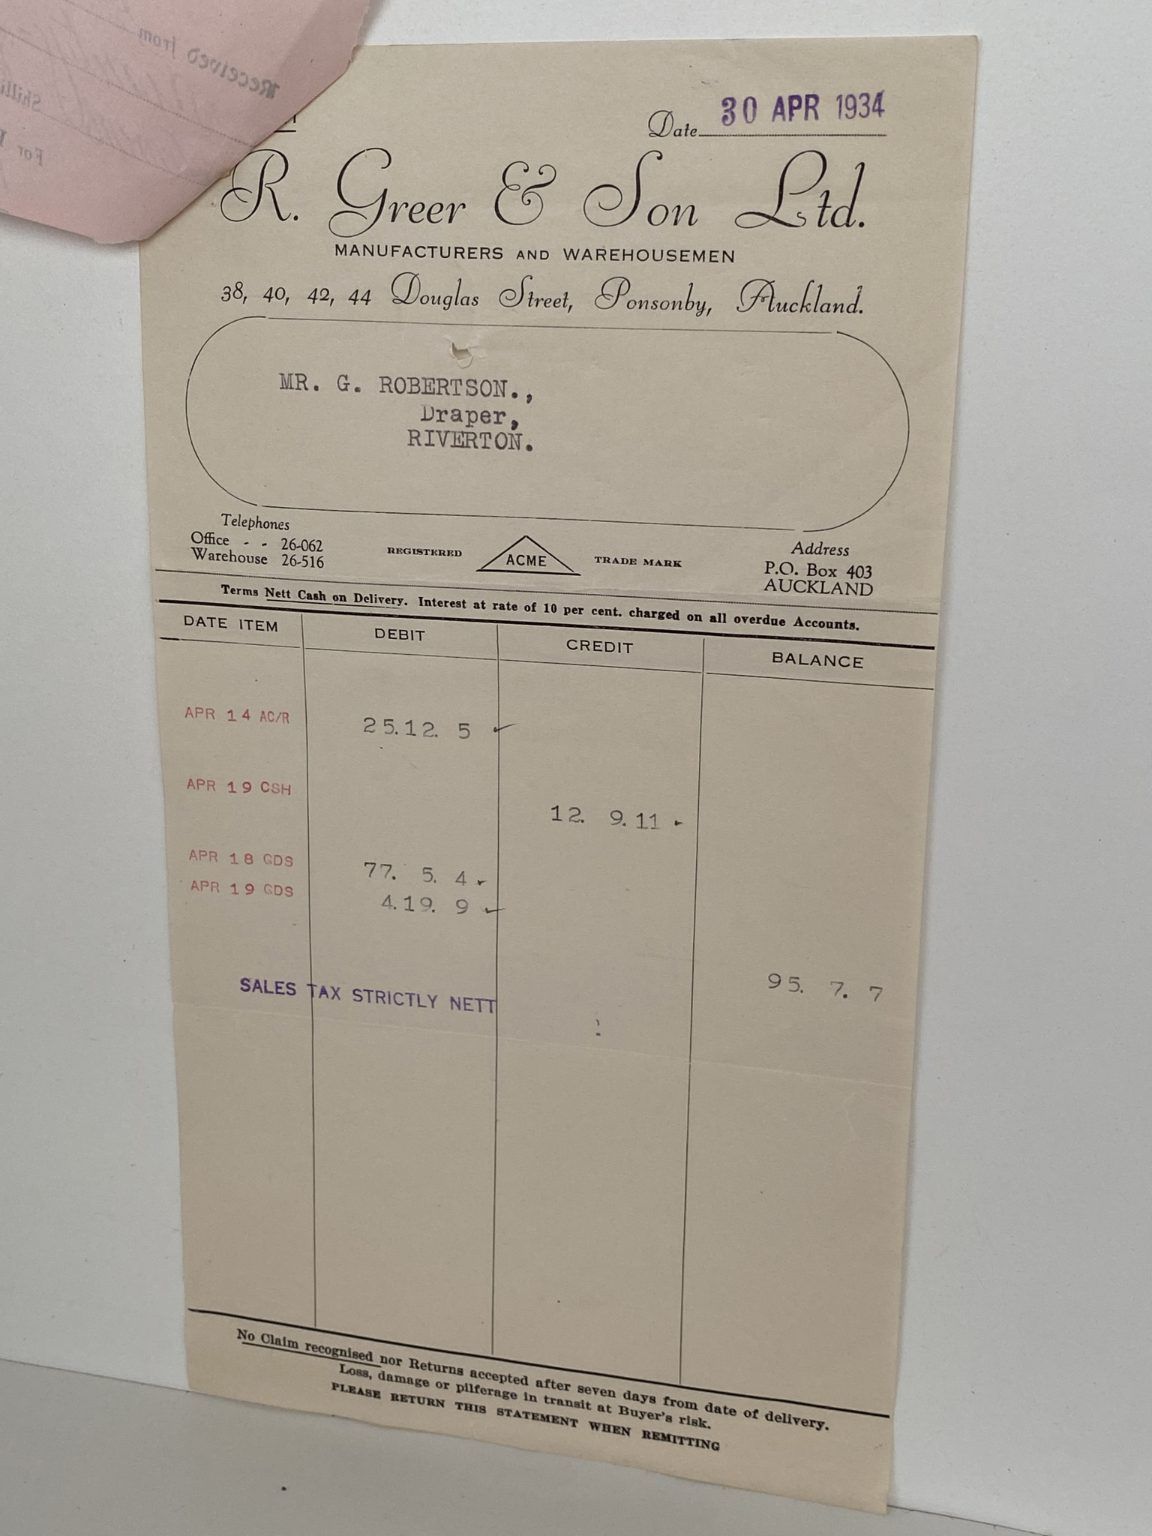 Received from
Shilli
For
Date 30 APR 1934
R. Greer & Son Ltd.
MANUFACTURERS AND WAREHOUSEMEN
38, 40, 42, 44 Douglas Street, Ponsonby, Auckland.
MR. G. ROBERTSON.,
Draper,
RIVERTON.
Telephones
Office - - 26-062
Warehouse 26-516
REGISTERED ACME TRADE MARK
Address
P.O. Box 403
AUCKLAND
Terms Nett Cash on Delivery. Interest at rate of 10 per cent. charged on all overdue Accounts.
DATE ITEM DEBIT CREDIT BALANCE
APR 14 AC/R 25.12. 5
APR 19 CSH 12. 9.11
APR 18 GDS 77. 5. 4
APR 19 GDS 4.19. 9
95. 7. 7
SALES TAX STRICTLY NETT
No Claim recognised nor Returns accepted after seven days from date of delivery.
Loss, damage or pilferage in transit at Buyer's risk.
PLEASE RETURN THIS STATEMENT WHEN REMITTING